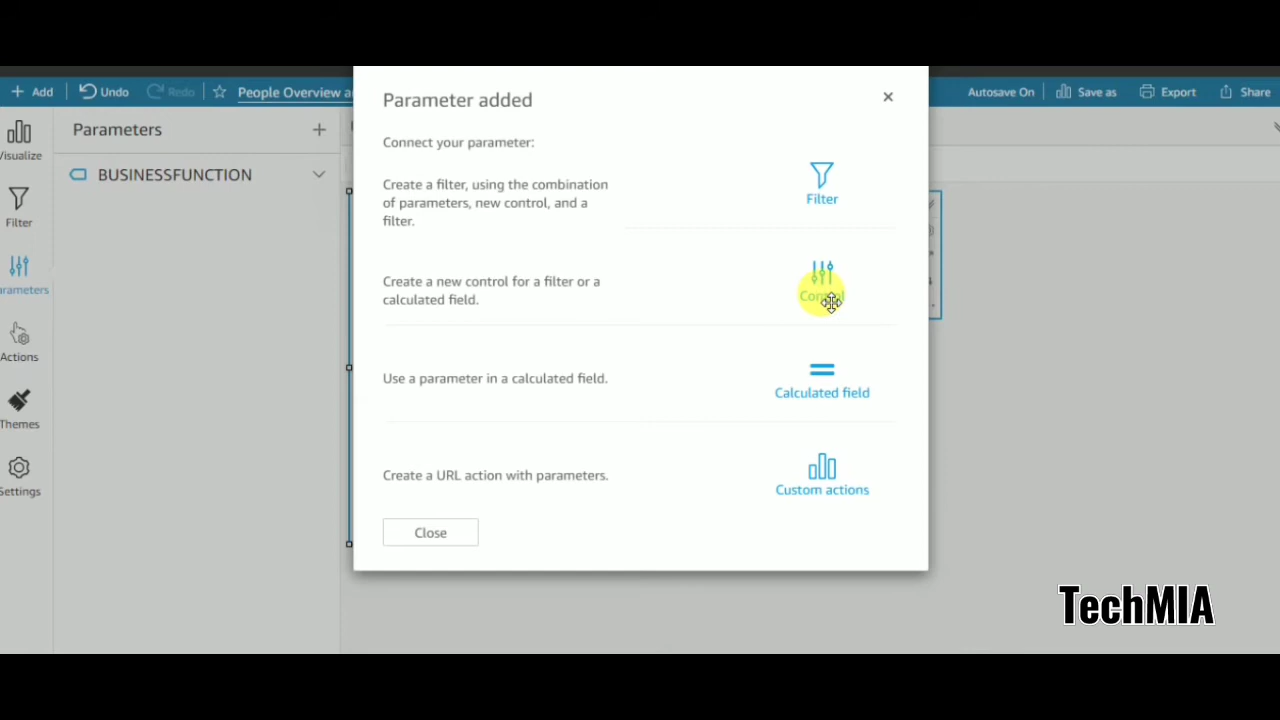 Add
Undo
Redo
People Overview a
Autosave On
Save as
Export
Share
Visualize
Filter
arameters
Actions
Themes
Settings
Parameters
BUSINESSFUNCTION
Parameter added
Connect your parameter:
Create a filter, using the combination
of parameters, new control, and a
filter.
Filter
Create a new control for a filter or a
calculated field.
Control
Use a parameter in a calculated field.
Calculated field
Create a URL action with parameters.
Custom actions
Close
TechMIA